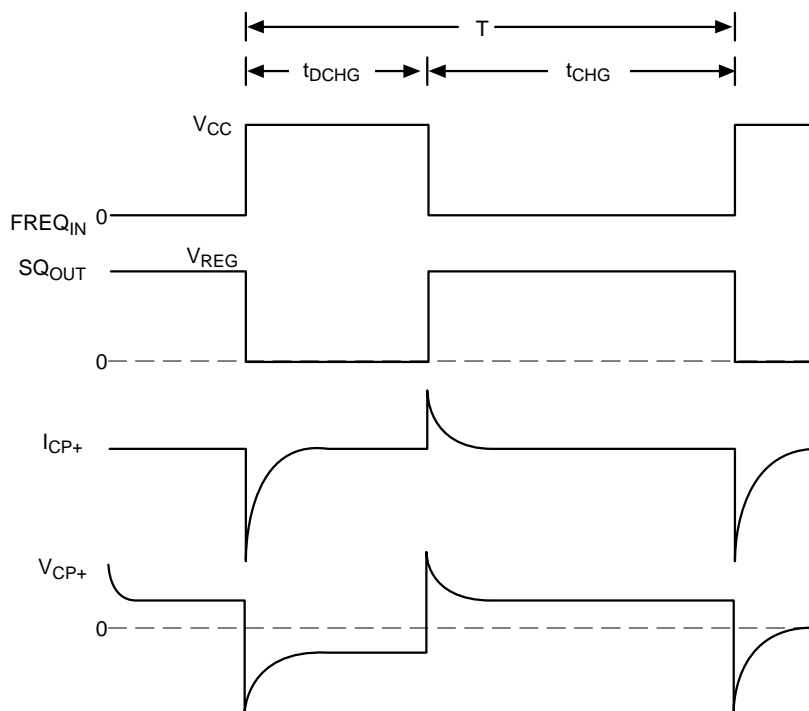 T
tDCHG tCHG
VCC
0
FREQIN
VREG
SQOUT
0
ICP+
VCP+
0